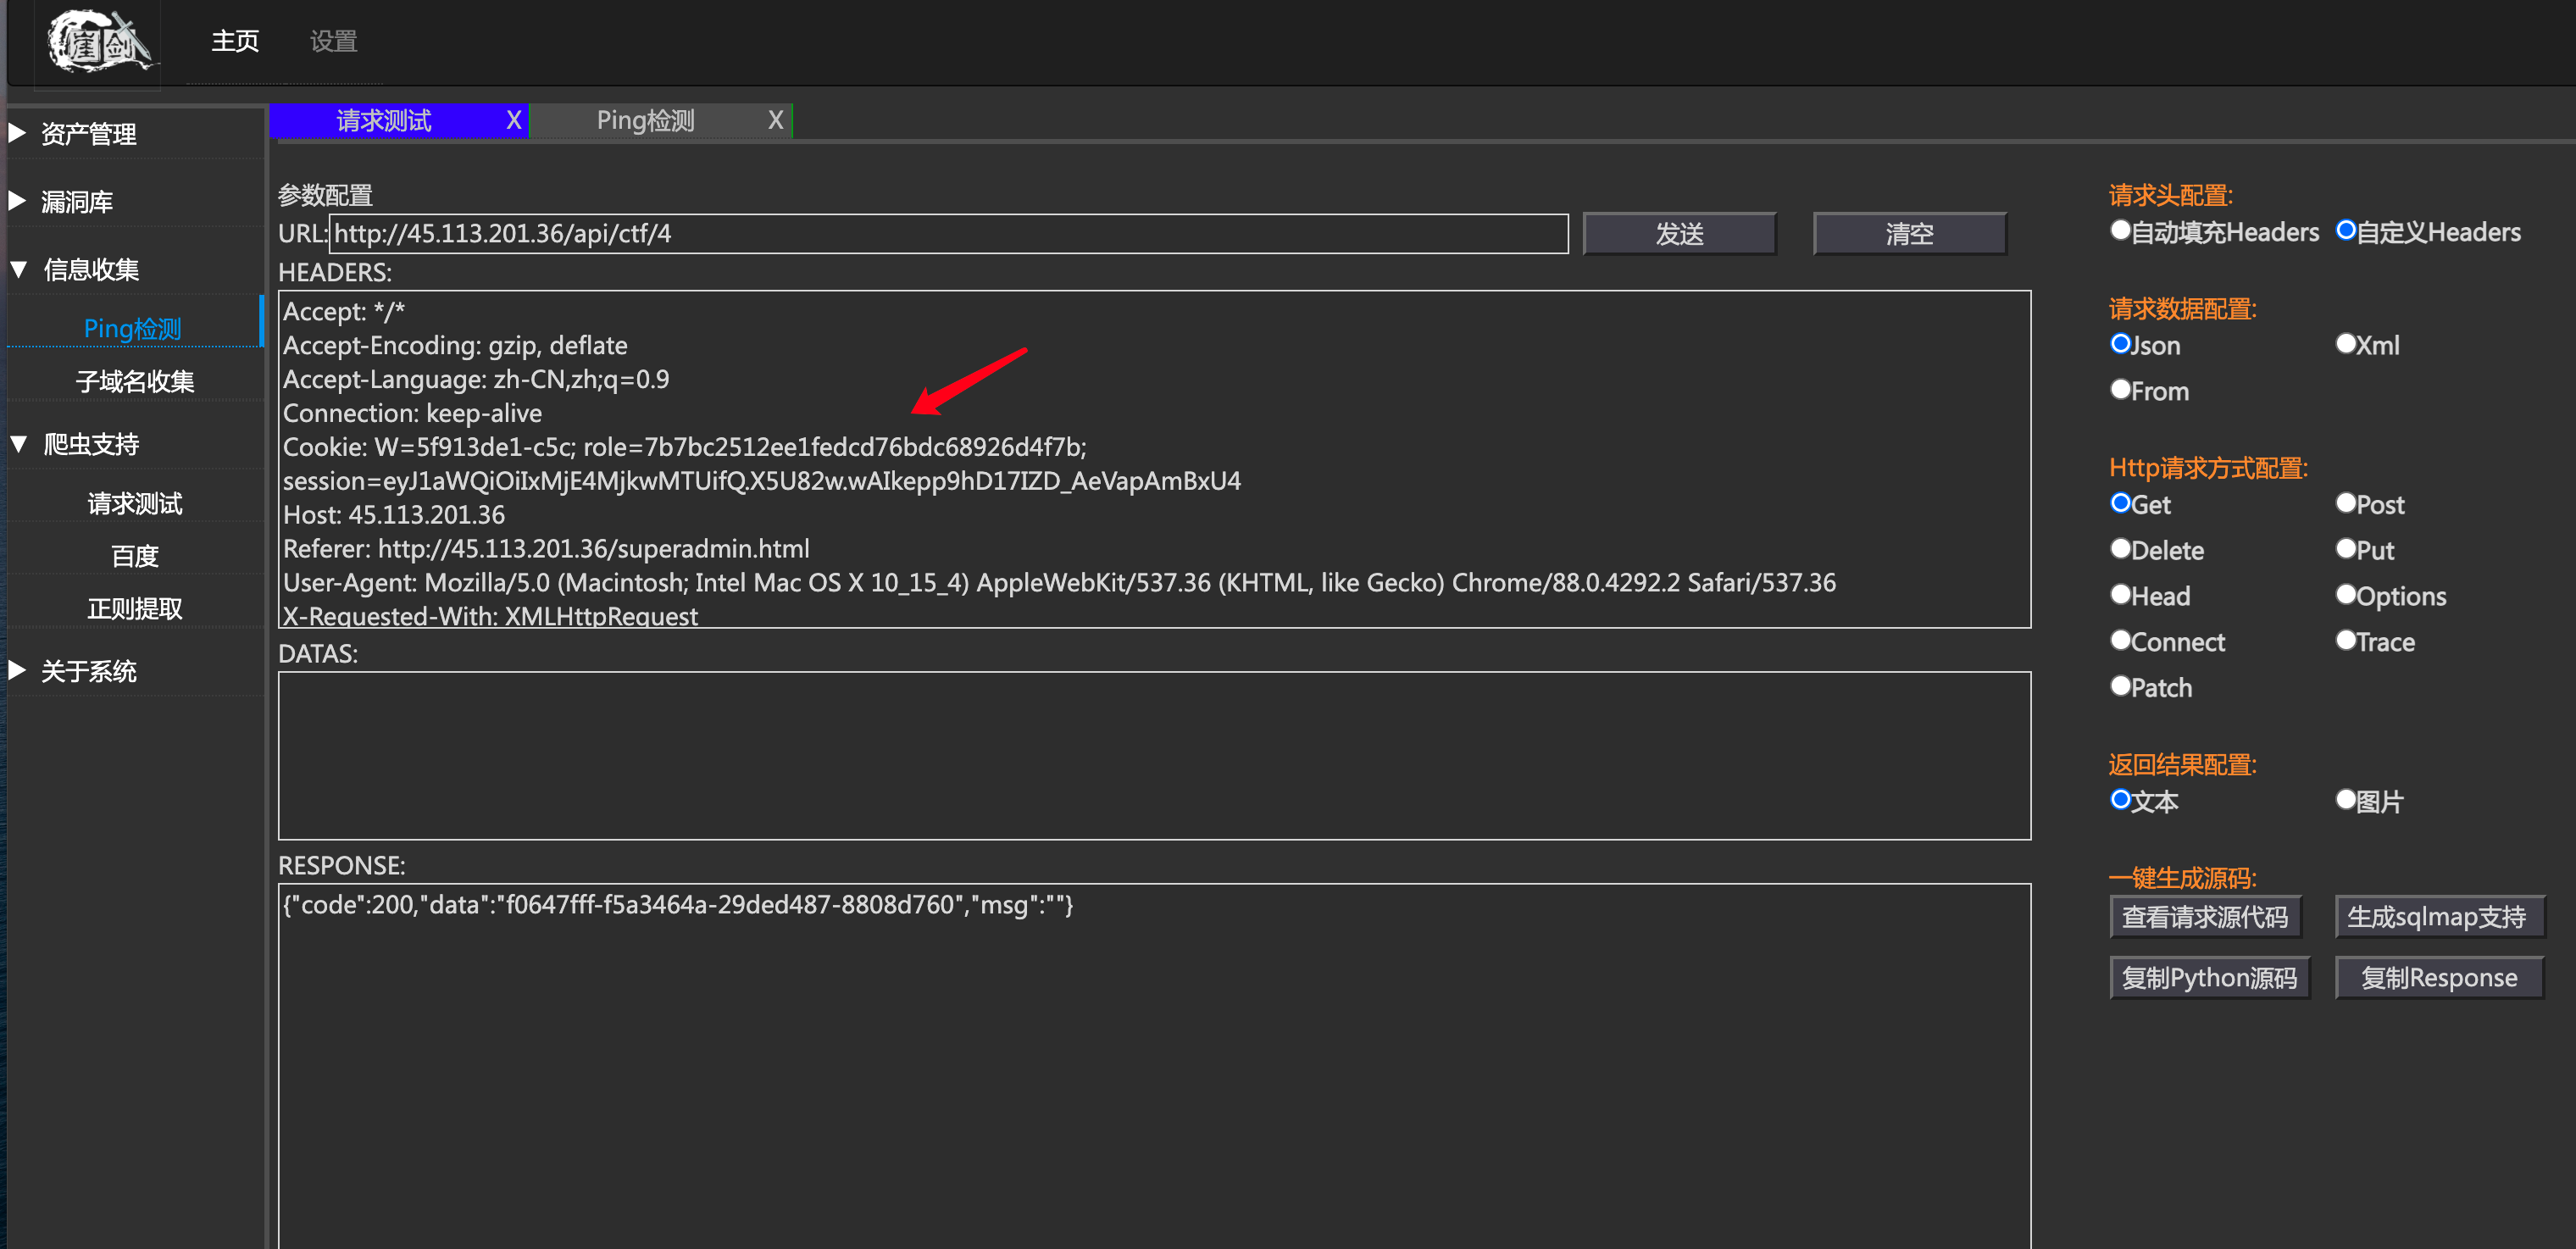 崖剑
主页
设置
资产管理
漏洞库
信息收集
Ping检测
子域名收集
爬虫支持
请求测试
百度
正则提取
关于系统
请求测试 X
Ping检测 X
参数配置
URL: http://45.113.201.36/api/ctf/4
发送
清空
HEADERS:
Accept: */*
Accept-Encoding: gzip, deflate
Accept-Language: zh-CN,zh;q=0.9
Connection: keep-alive
Cookie: W=5f913de1-c5c; role=7b7bc2512ee1fedcd76bdc68926d4f7b;
session=eyJ1aWQiOiIxMjE4MjkwMTUifQ.X5U82w.wAIkepp9hD17IZD_AeVapAmBxU4
Host: 45.113.201.36
Referer: http://45.113.201.36/superadmin.html
User-Agent: Mozilla/5.0 (Macintosh; Intel Mac OS X 10_15_4) AppleWebKit/537.36 (KHTML, like Gecko) Chrome/88.0.4292.2 Safari/537.36
X-Requested-With: XMLHttpRequest
DATAS:
RESPONSE:
{"code":200,"data":"f0647fff-f5a3464a-29ded487-8808d760","msg":""}
请求头配置:
自动填充Headers 自定义Headers
请求数据配置:
Json Xml
From
Http请求方式配置:
Get Post
Delete Put
Head Options
Connect Trace
Patch
返回结果配置:
文本 图片
一键生成源码:
查看请求源代码 生成sqlmap支持
复制Python源码 复制Response